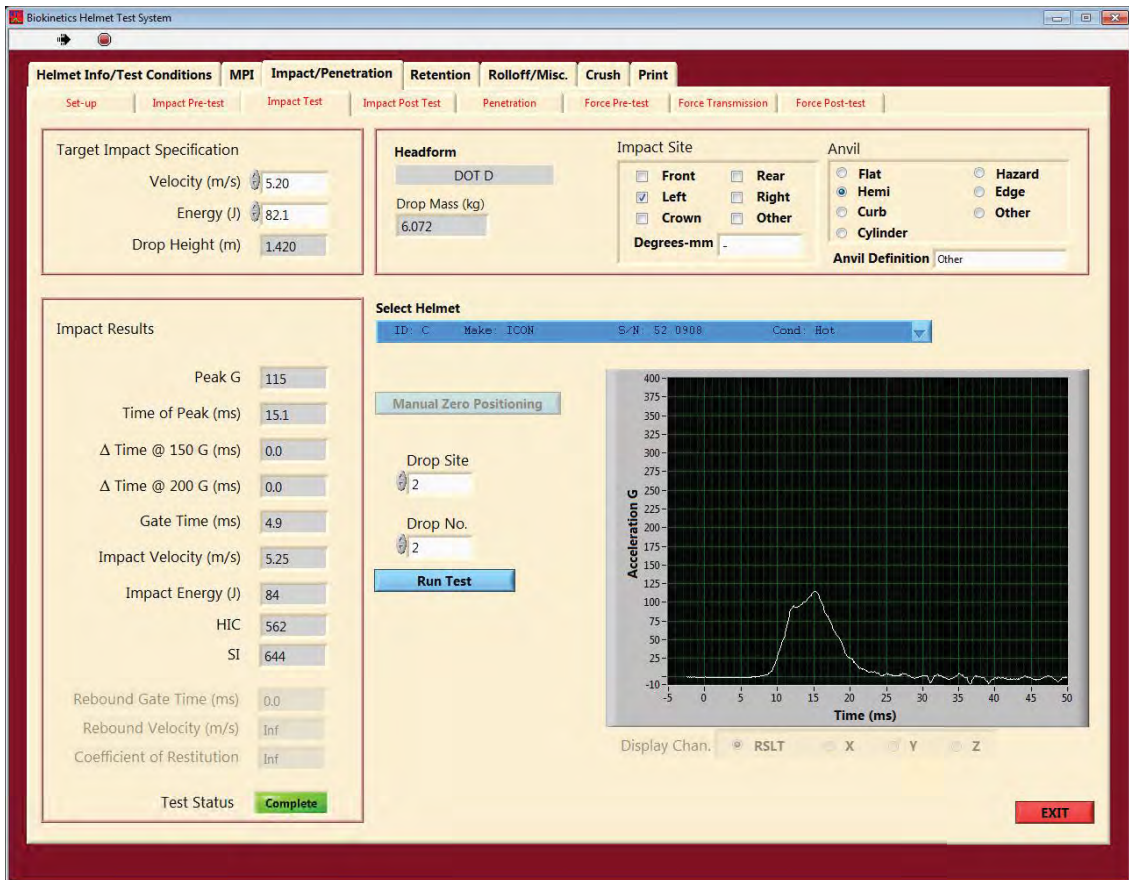 Biokinetics Helmet Test System
Helmet Info/Test Conditions MPI Impact/Penetration Retention Rolloff/Misc. Crush Print
Set-up Impact Pre-test Impact Test Impact Post Test Penetration Force Pre-test Force Transmission Force Post-test
Target Impact Specification
Velocity (m/s) 5.20
Energy (J) 82.1
Drop Height (m) 1.420
Headform
DOT D
Drop Mass (kg)
6.072
Impact Site
Front Rear
Left Right
Crown Other
Degrees-mm -
Anvil
Flat Hazard
Hemi Edge
Curb Other
Cylinder
Anvil Definition Other
Impact Results
Peak G 115
Time of Peak (ms) 15.1
Δ Time @ 150 G (ms) 0.0
Δ Time @ 200 G (ms) 0.0
Gate Time (ms) 4.9
Impact Velocity (m/s) 5.25
Impact Energy (J) 84
HIC 562
SI 644
Rebound Gate Time (ms) 0.0
Rebound Velocity (m/s) Inf
Coefficient of Restitution Inf
Test Status Complete
Select Helmet
ID: C Make: ICON S/N: 52 0908 Cond: Hot
Manual Zero Positioning
Drop Site
2
Drop No.
2
Run Test
Acceleration G
400
375
350
325
300
275
250
225
200
175
150
125
100
75
50
25
-10
-5 0 5 10 15 20 25 30 35 40 45 50
Time (ms)
Display Chan. RSLT X Y Z
EXIT